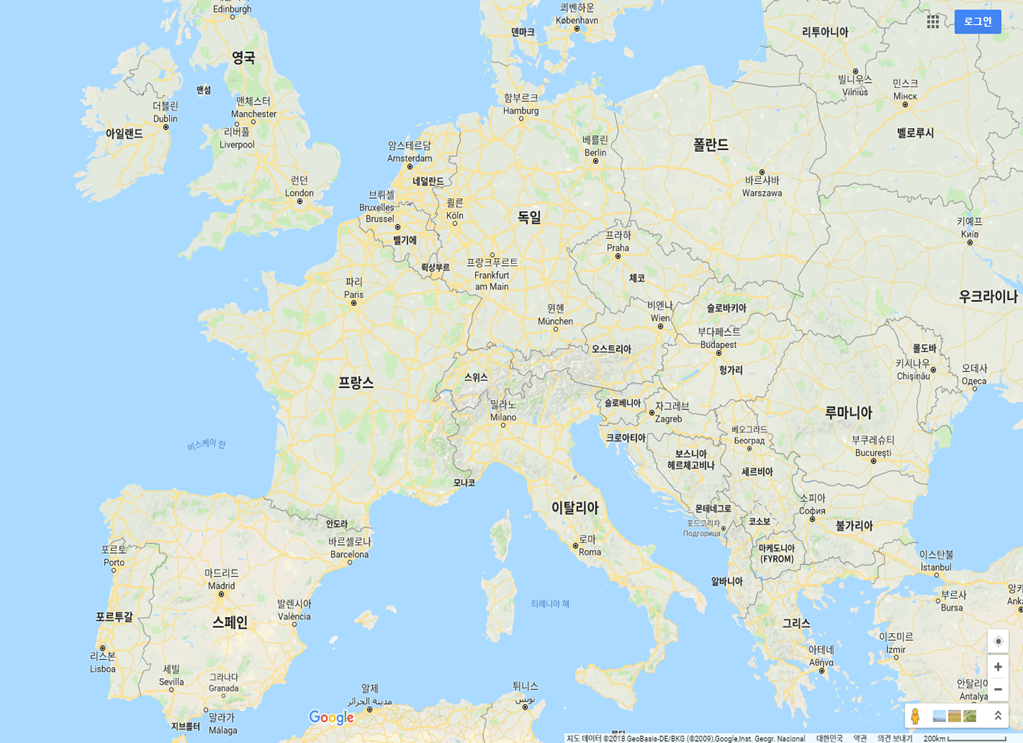 Edinburgh
쾨벤하운
København
로그인
덴마크
리투아니아
영국
맨섬
함부르크
Hamburg
빌니우스
Vilnius
민스크
Мінск
더블린
Dublin
맨체스터
Manchester
아일랜드
리버풀
Liverpool
베를린
Berlin
폴란드
벨로루시
암스테르담
Amsterdam
네덜란드
바르샤바
Warszawa
런던
London
브뤼셀
Bruxelles
Brussel
쾰른
Köln
독일
키예프
Київ
벨기에
프라하
Praha
룩상부르
프랑크푸르트
Frankfurt
am Main
체코
파리
Paris
우크라이나
뮌헨
München
비엔나
Wien
슬로바키아
부다페스트
Budapest
오스트리아
몰도바
헝가리
키시나우
Chișinău
오데사
Одеса
프랑스
스위스
밀라노
Milano
슬로베니아
자그레브
Zagreb
루마니아
크로아티아
베오그라드
Београд
비스케이 만
보스니아
헤르체고비나
세르비아
부쿠레슈티
București
모나코
이탈리아
몬테네그로
포드고리차
Подгорица
코소보
소피아
София
불가리아
안도라
바르셀로나
Barcelona
로마
Roma
마케도니아
(FYROM)
포르토
Porto
이스탄불
İstanbul
마드리드
Madrid
알바니아
부르사
Bursa
앙카
Anka
포르투갈
스페인
발렌시아
València
티레니아 해
그리스
이즈미르
İzmir
리스본
Lisboa
아테네
Αθήνα
세빌
Sevilla
그라나다
Granada
안탈리아
Antalya
말라가
Málaga
지브롤터
알제
مدينة الجزائر
튀니스
تونس
Google
지도 데이터 ©2018 GeoBasis-DE/BKG (©2009),Google,Inst. Geogr. Nacional 대한민국 약관 의견 보내기 200km